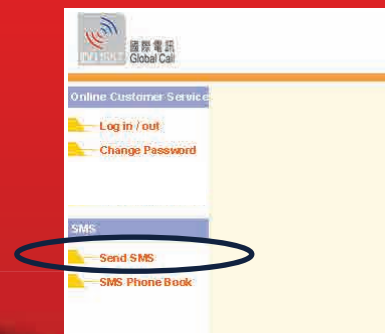 國際電訊
Global Call
Online Customer Service
Log in / out
Change Password
SMS
Send SMS
SMS Phone Book